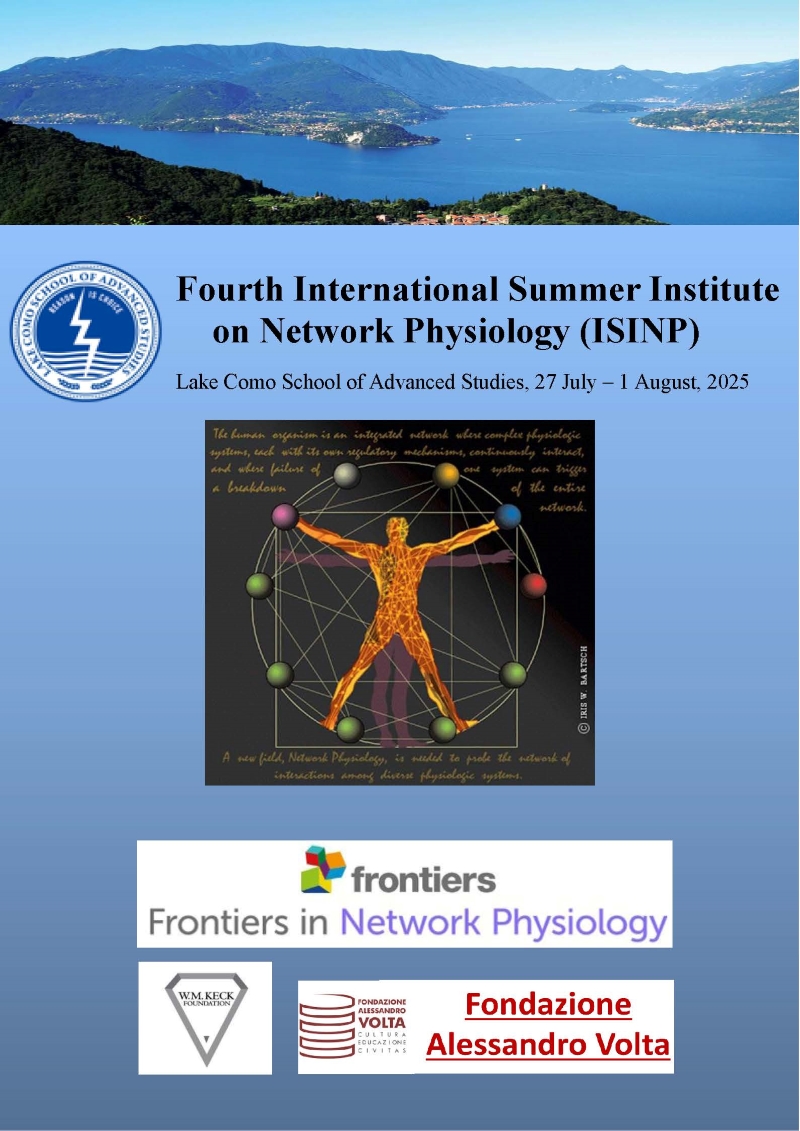 Fourth International Summer Institute
on Network Physiology (ISINP)
LAKE COMO SCHOOL OF ADVANCED STUDIES
REASON IS CHOICE
Lake Como School of Advanced Studies, 27 July – 1 August, 2025
The human organism is an integrated network where complex physiologic
systems, each with its own regulatory mechanisms, continuously interact,
and where failure of one system can trigger
a breakdown of the entire
network.
© IRIS W. BARTSCH
A new field, Network Physiology, is needed to probe the network of
interactions among diverse physiologic systems.
frontiers
Frontiers in Network Physiology
W.M. KECK
FOUNDATION
FONDAZIONE
ALESSANDRO
VOLTA
CULTURA
EDUCAZIONE
CIVITAS
Fondazione
Alessandro Volta